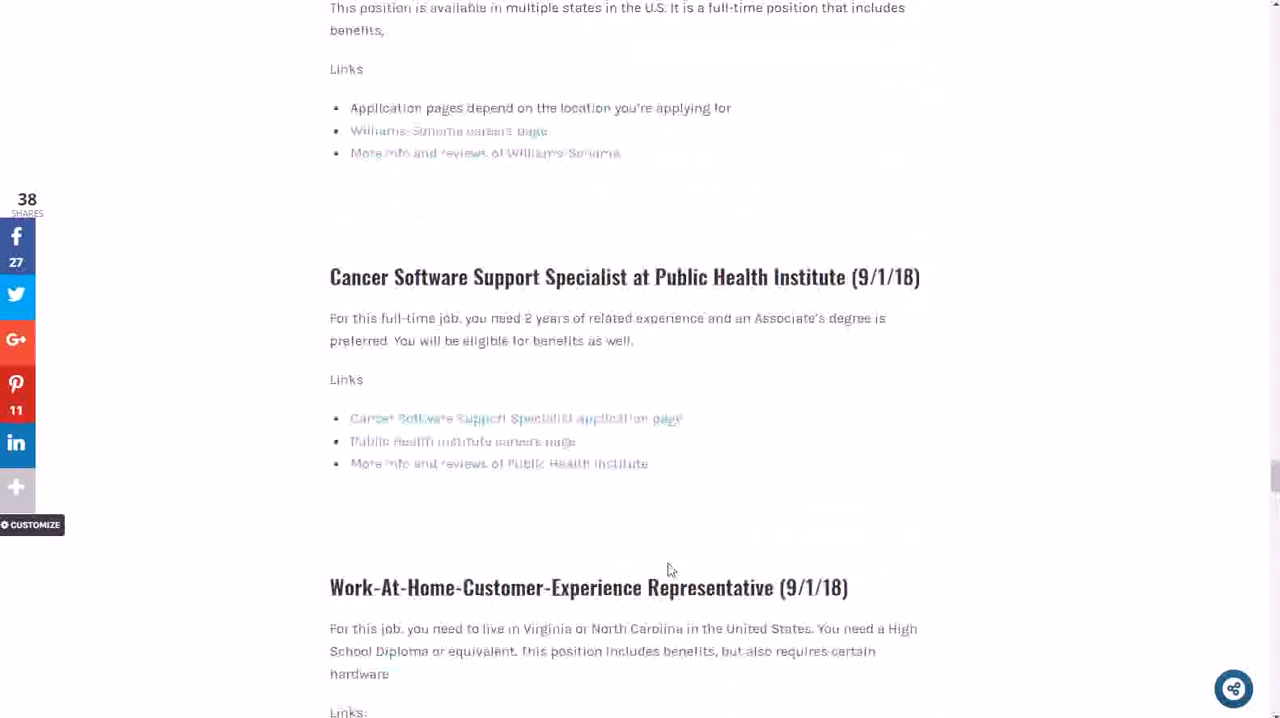 This position is available in multiple states in the U.S. It is a full-time position that includes
benefits,
Links
Application pages depend on the location you're applying for
Williams-Sonoma careers page
More info and reviews of Williams Sonoma
38
SHARES
27
11
CUSTOMIZE
Cancer Software Support Specialist at Public Health Institute (9/1/18)
For this full-time job, you need 2 years of related experience and an Associate's degree is
preferred. You will be eligible for benefits as well.
Links
Cancer Software Support Specialist application page
Public Health Institute careers page
More info and reviews of Public Health Institute
Work-At-Home-Customer-Experience Representative (9/1/18)
For this job, you need to live in Virginia or North Carolina in the United States. You need a High
School Diploma or equivalent. This position includes benefits, but also requires certain
hardware
Links: